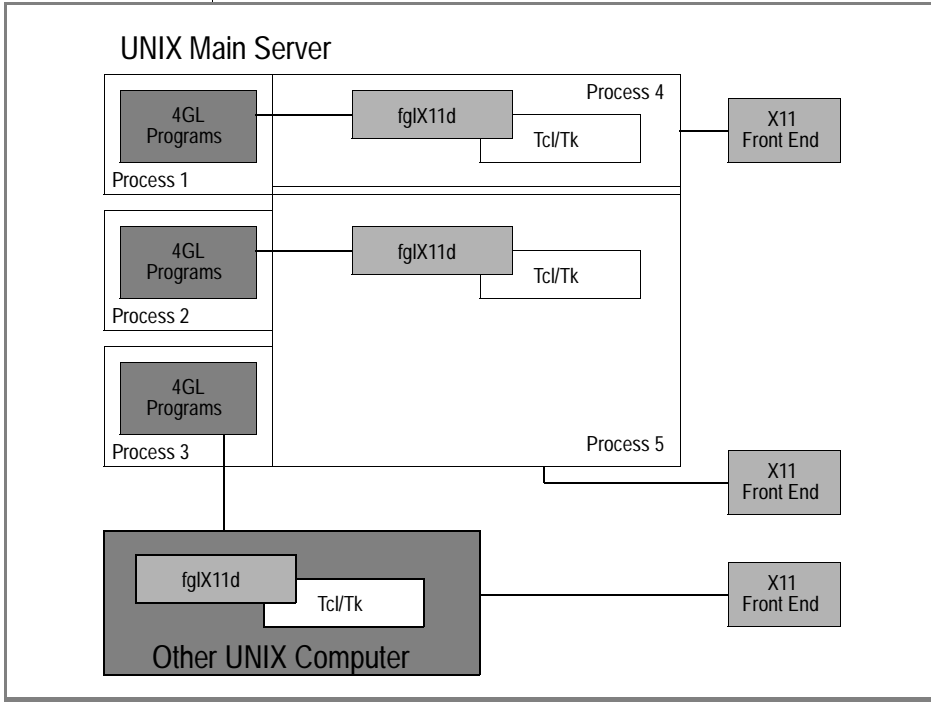 UNIX Main Server
4GL
Programs
Process 1
fglX11d
Tcl/Tk
Process 4
X11
Front End
4GL
Programs
Process 2
fglX11d
Tcl/Tk
4GL
Programs
Process 3
Process 5
X11
Front End
fglX11d
Tcl/Tk
Other UNIX Computer
X11
Front End